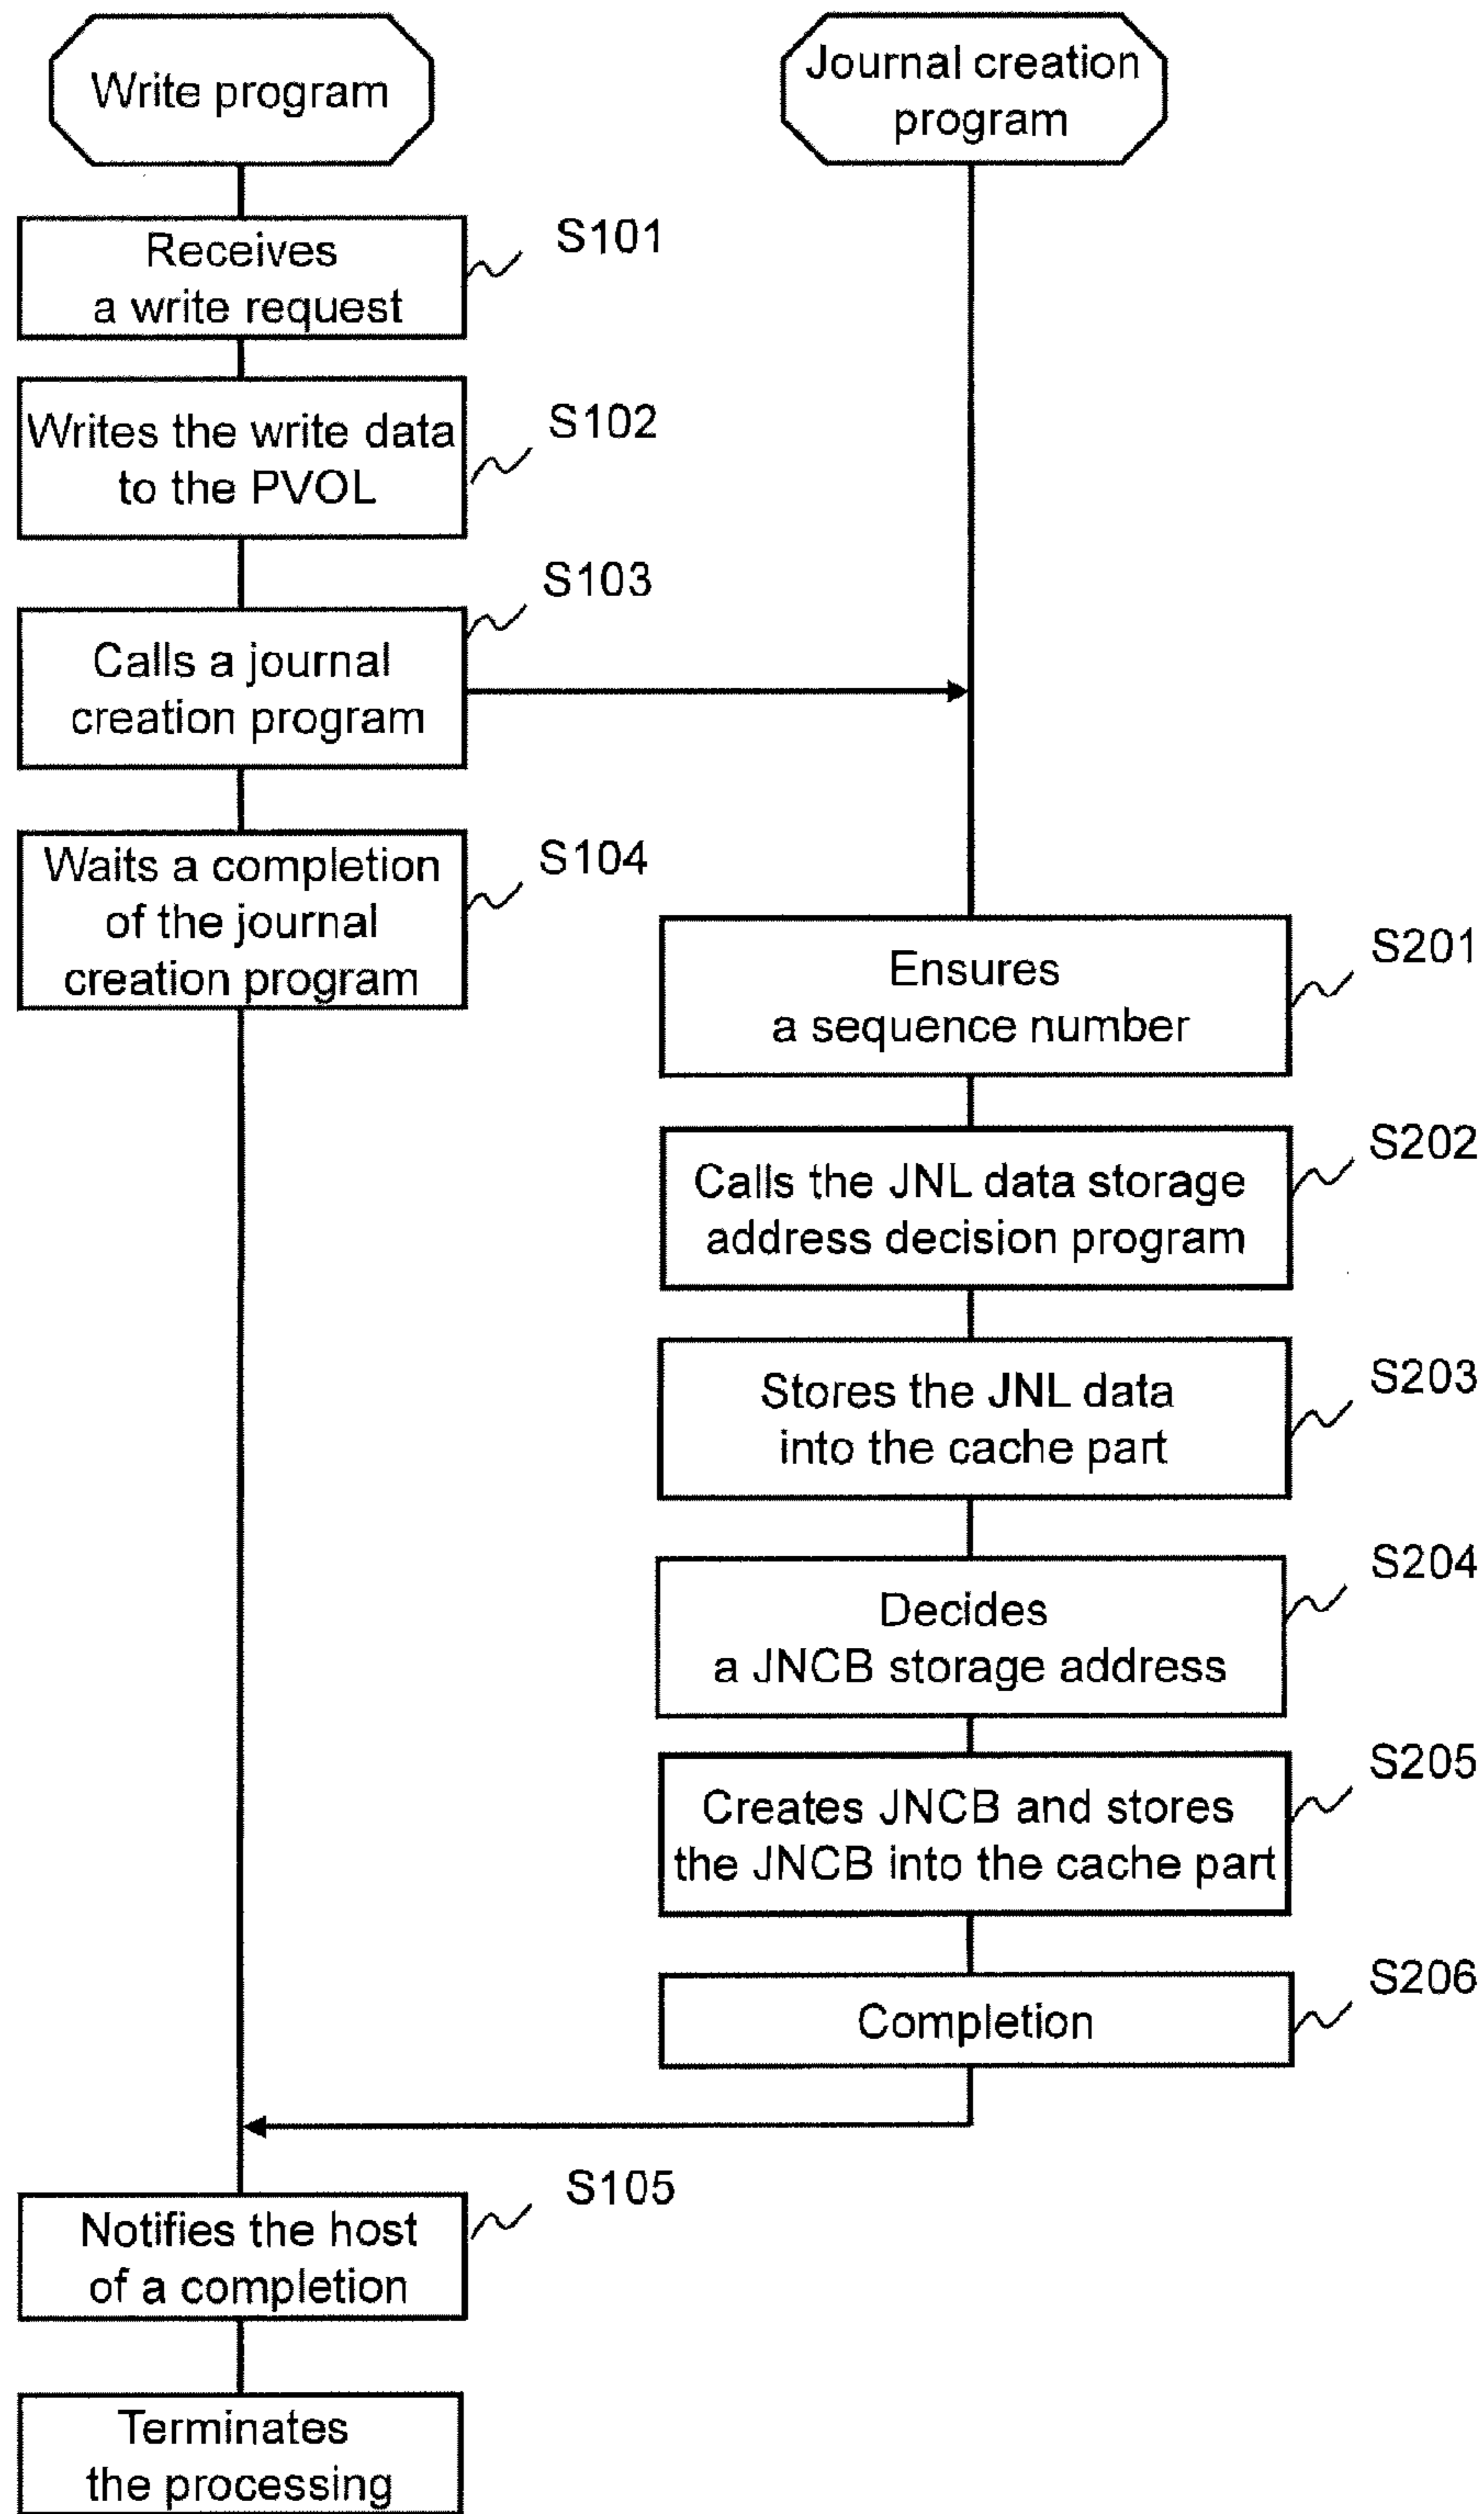 Write program
Journal creation
program
Receives
a write request
S101
Writes the write data
to the PVOL
S102
Calls a journal
creation program
S103
Waits a completion
of the journal
creation program
S104
Ensures
a sequence number
S201
Calls the JNL data storage
address decision program
S202
Stores the JNL data
into the cache part
S203
Decides
a JNCB storage address
S204
Creates JNCB and stores
the JNCB into the cache part
S205
Completion
S206
Notifies the host
of a completion
S105
Terminates
the processing